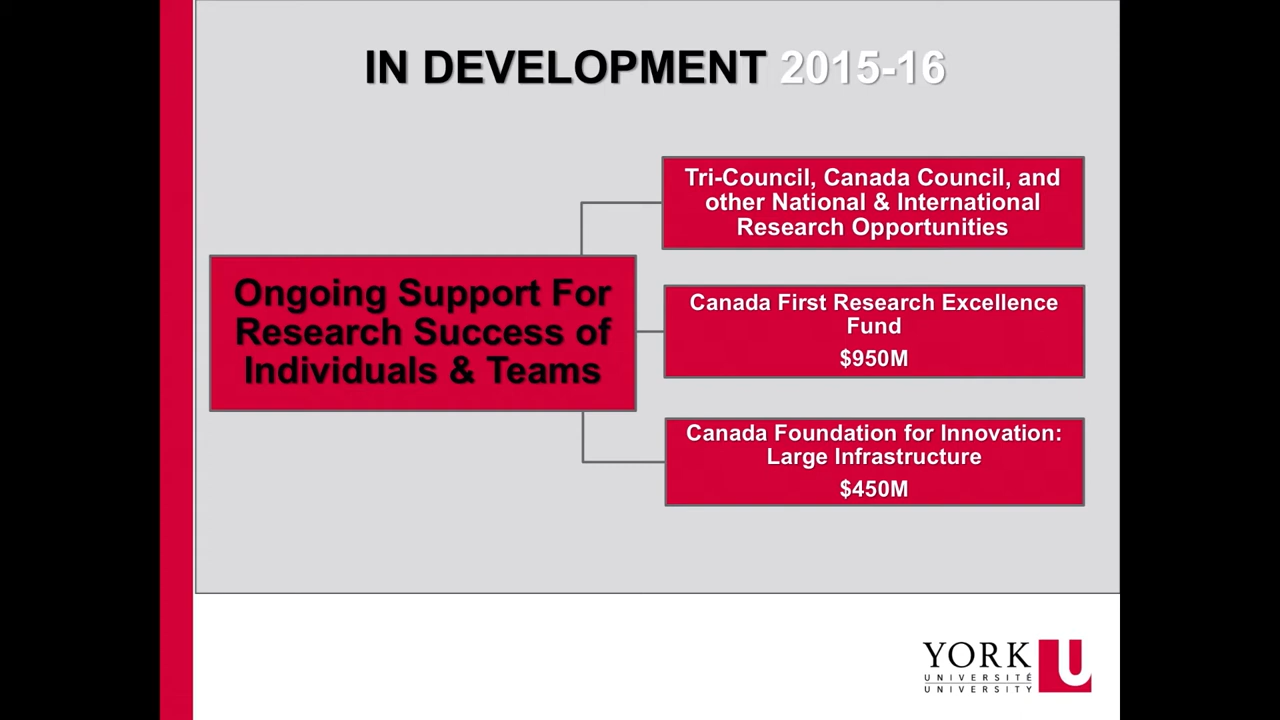 IN DEVELOPMENT 2015-16
Tri-Council, Canada Council, and
other National & International
Research Opportunities
Ongoing Support For
Research Success of
Individuals & Teams
Canada First Research Excellence
Fund
$950M
Canada Foundation for Innovation:
Large Infrastructure
$450M
YORK U
UNIVERSITÉ
UNIVERSITY